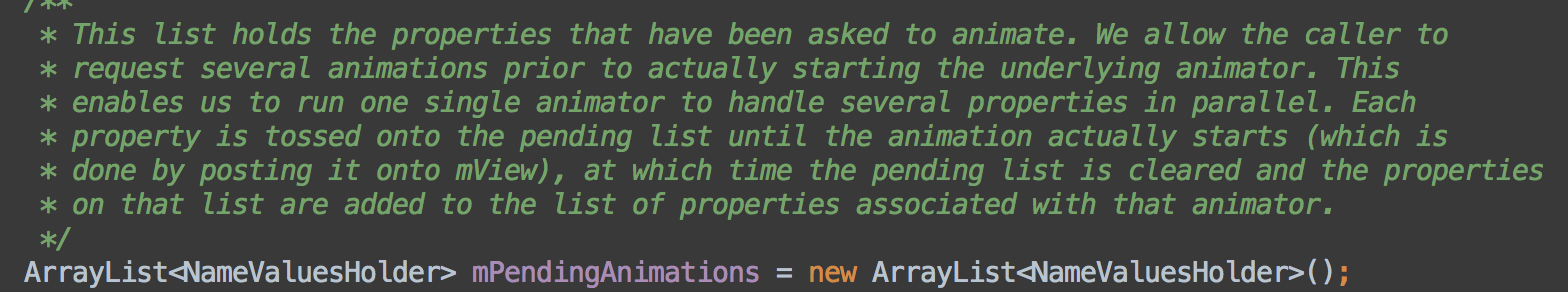 /**
* This list holds the properties that have been asked to animate. We allow the caller to
* request several animations prior to actually starting the underlying animator. This
* enables us to run one single animator to handle several properties in parallel. Each
* property is tossed onto the pending list until the animation actually starts (which is
* done by posting it onto mView), at which time the pending list is cleared and the properties
* on that list are added to the list of properties associated with that animator.
*/
ArrayList<NameValuesHolder> mPendingAnimations = new ArrayList<NameValuesHolder>();